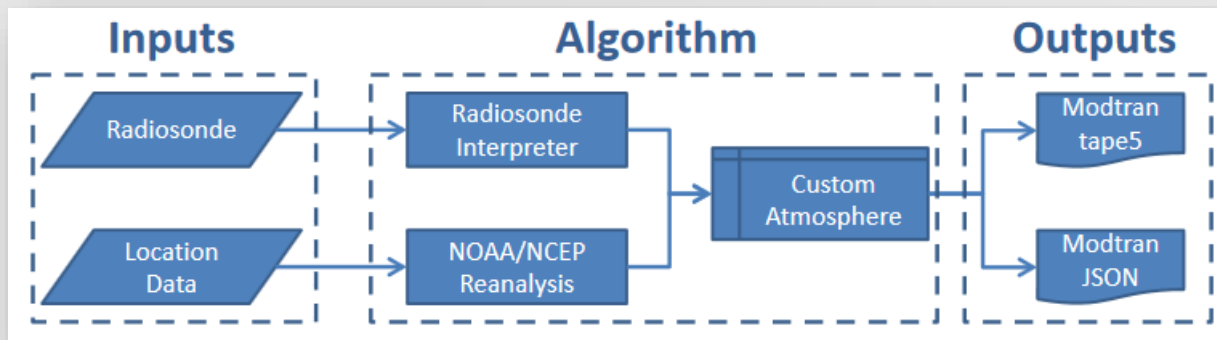 Inputs
Algorithm
Outputs
Radiosonde
Radiosonde
Interpreter
Modtran
tape5
Custom
Atmosphere
Location
Data
NOAA/NCEP
Reanalysis
Modtran
JSON